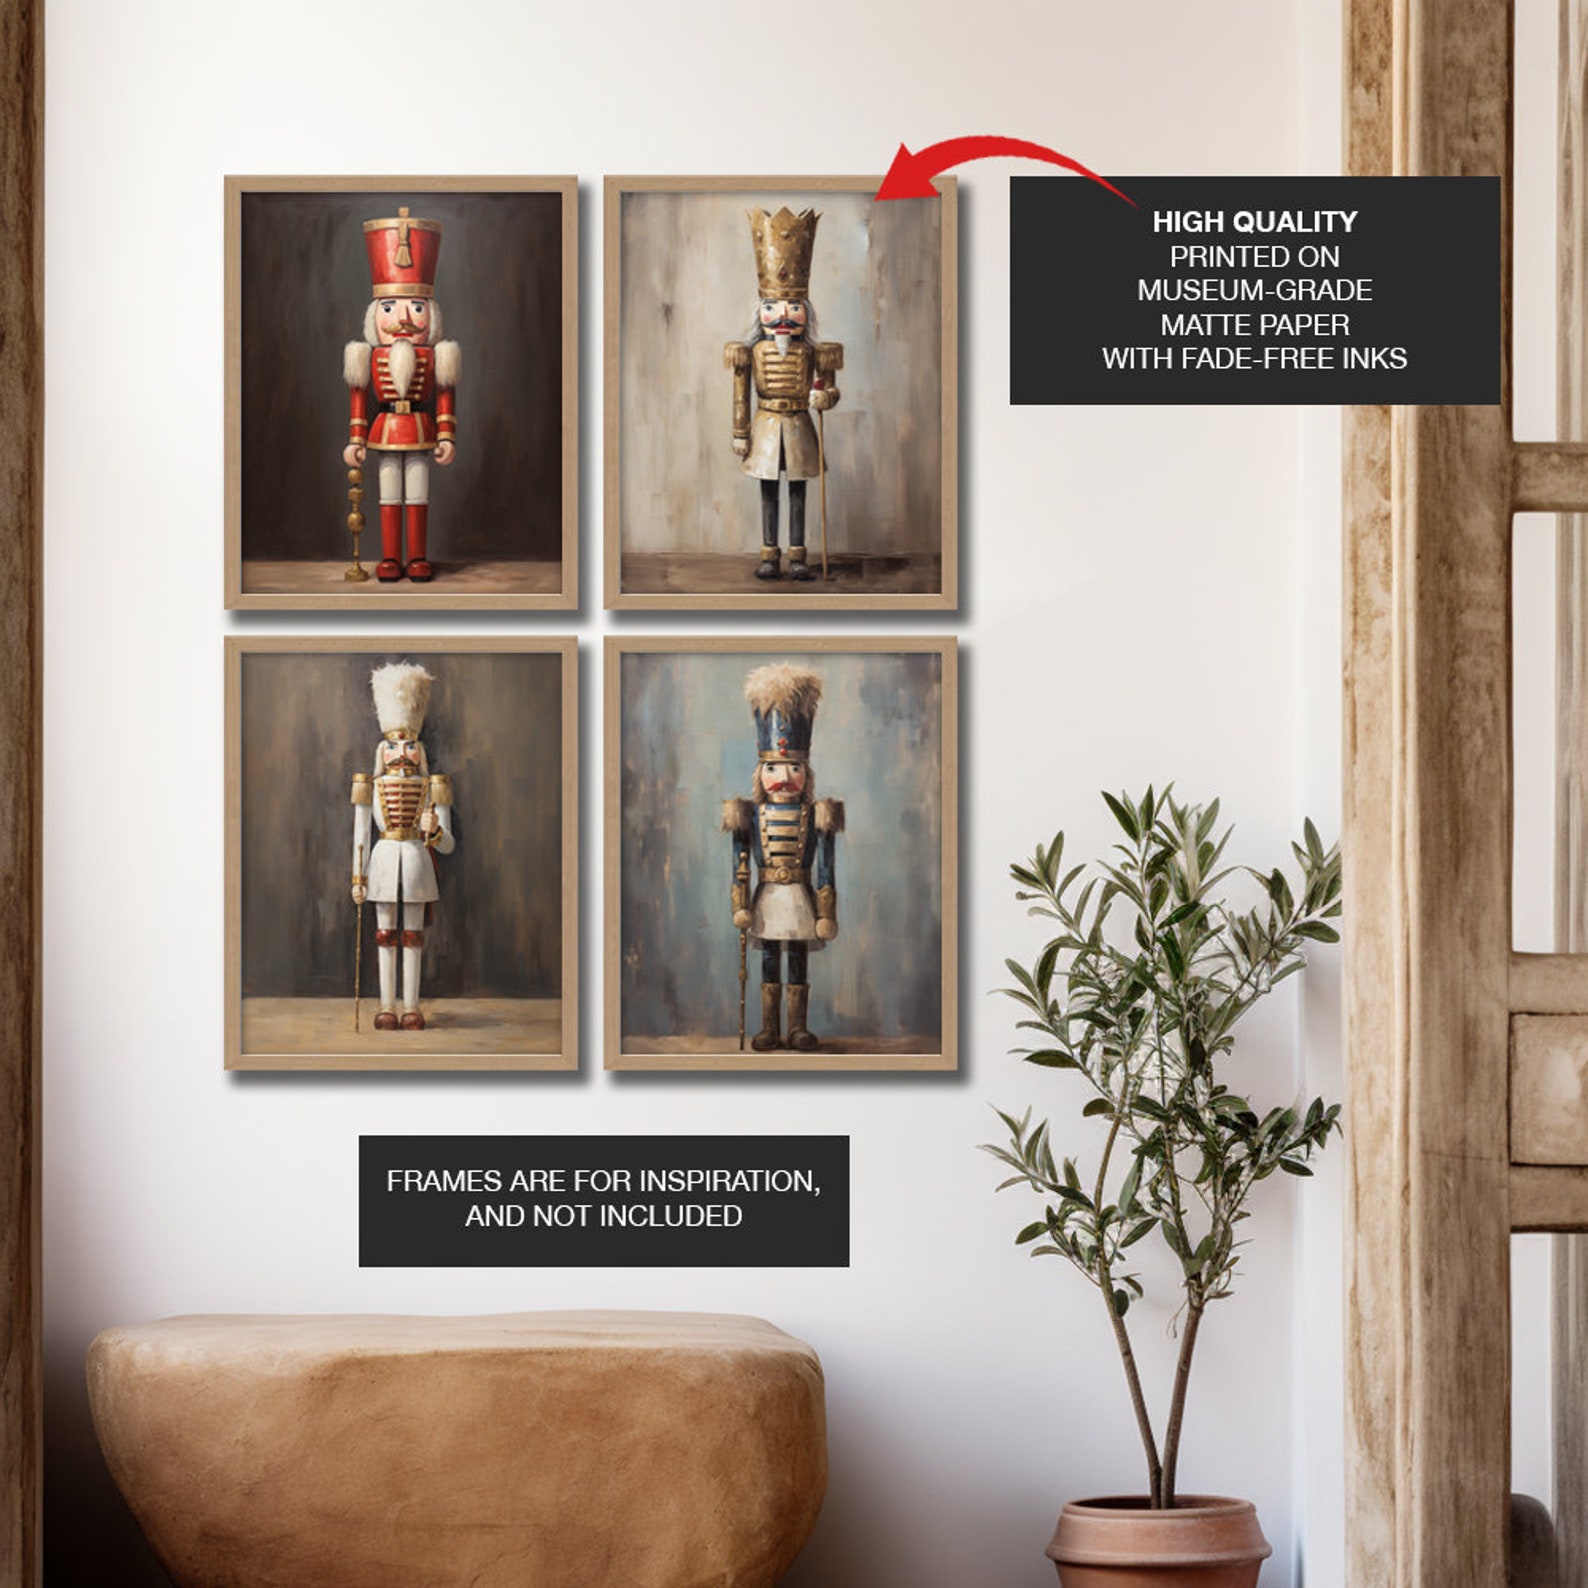 HIGH QUALITY
PRINTED ON
MUSEUM-GRADE
MATTE PAPER
WITH FADE-FREE INKS
FRAMES ARE FOR INSPIRATION,
AND NOT INCLUDED